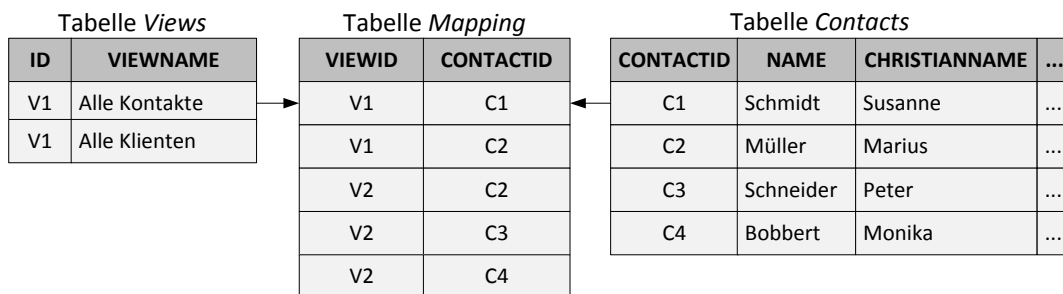 Tabelle Views
ID VIEWNAME
V1 Alle Kontakte
V1 Alle Klienten
Tabelle Mapping
VIEWID CONTACTID
V1 C1
V1 C2
V2 C2
V2 C3
V2 C4
Tabelle Contacts
CONTACTID NAME CHRISTIANNAME ...
C1 Schmidt Susanne ...
C2 Müller Marius ...
C3 Schneider Peter ...
C4 Bobbert Monika ...